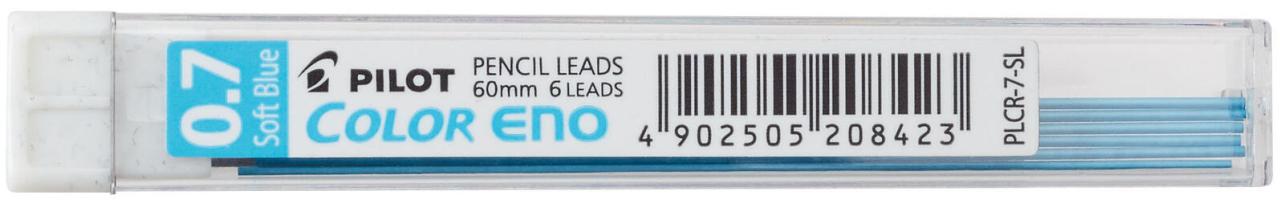 0.7
Soft Blue
PILOT
PENCIL LEADS
60mm 6 LEADS
COLOR ENO
4 902505 208423
PLCR-7-SL